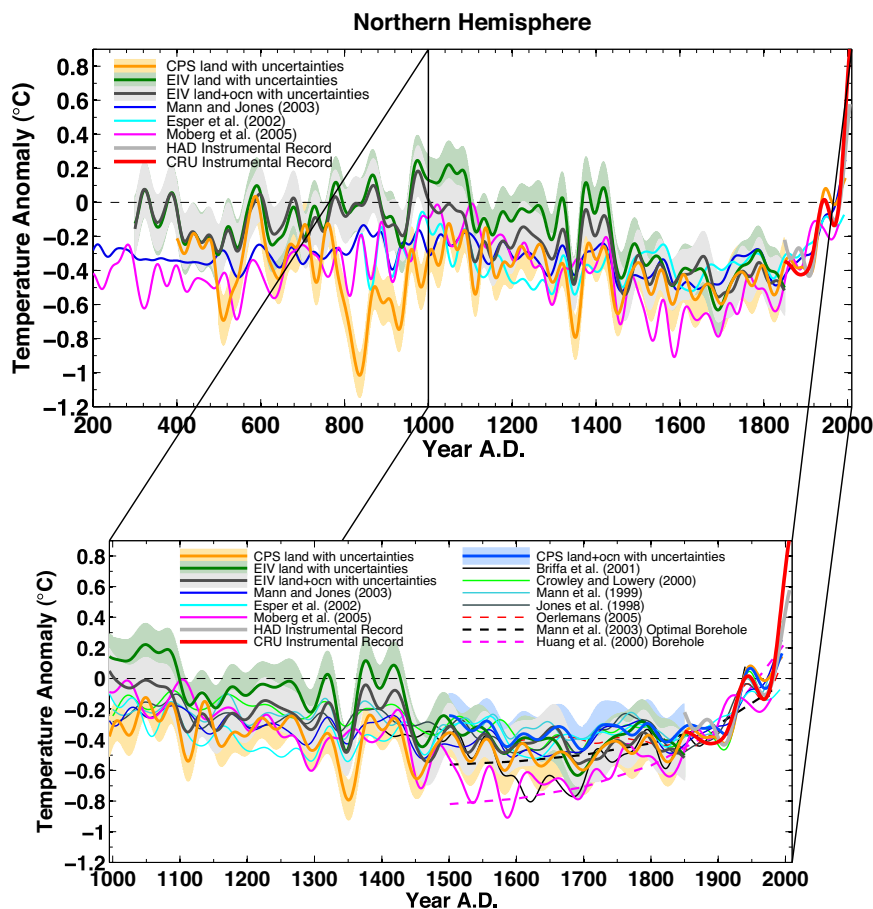 Northern Hemisphere
Temperature Anomaly (°C)
0.8
0.6
0.4
0.2
0
−0.2
−0.4
−0.6
−0.8
−1
−1.2
CPS land with uncertainties
EIV land with uncertainties
EIV land+ocn with uncertainties
Mann and Jones (2003)
Esper et al. (2002)
Moberg et al. (2005)
HAD Instrumental Record
CRU Instrumental Record
200 400 600 800 1000 1200 1400 1600 1800 2000
Year A.D.
Temperature Anomaly (°C)
0.8
0.6
0.4
0.2
0
−0.2
−0.4
−0.6
−0.8
−1
−1.2
CPS land with uncertainties
EIV land with uncertainties
EIV land+ocn with uncertainties
Mann and Jones (2003)
Esper et al. (2002)
Moberg et al. (2005)
HAD Instrumental Record
CRU Instrumental Record
CPS land+ocn with uncertainties
Briffa et al. (2001)
Crowley and Lowery (2000)
Mann et al. (1999)
Jones et al. (1998)
Oerlemans (2005)
Mann et al. (2003) Optimal Borehole
Huang et al. (2000) Borehole
1000 1100 1200 1300 1400 1500 1600 1700 1800 1900 2000
Year A.D.